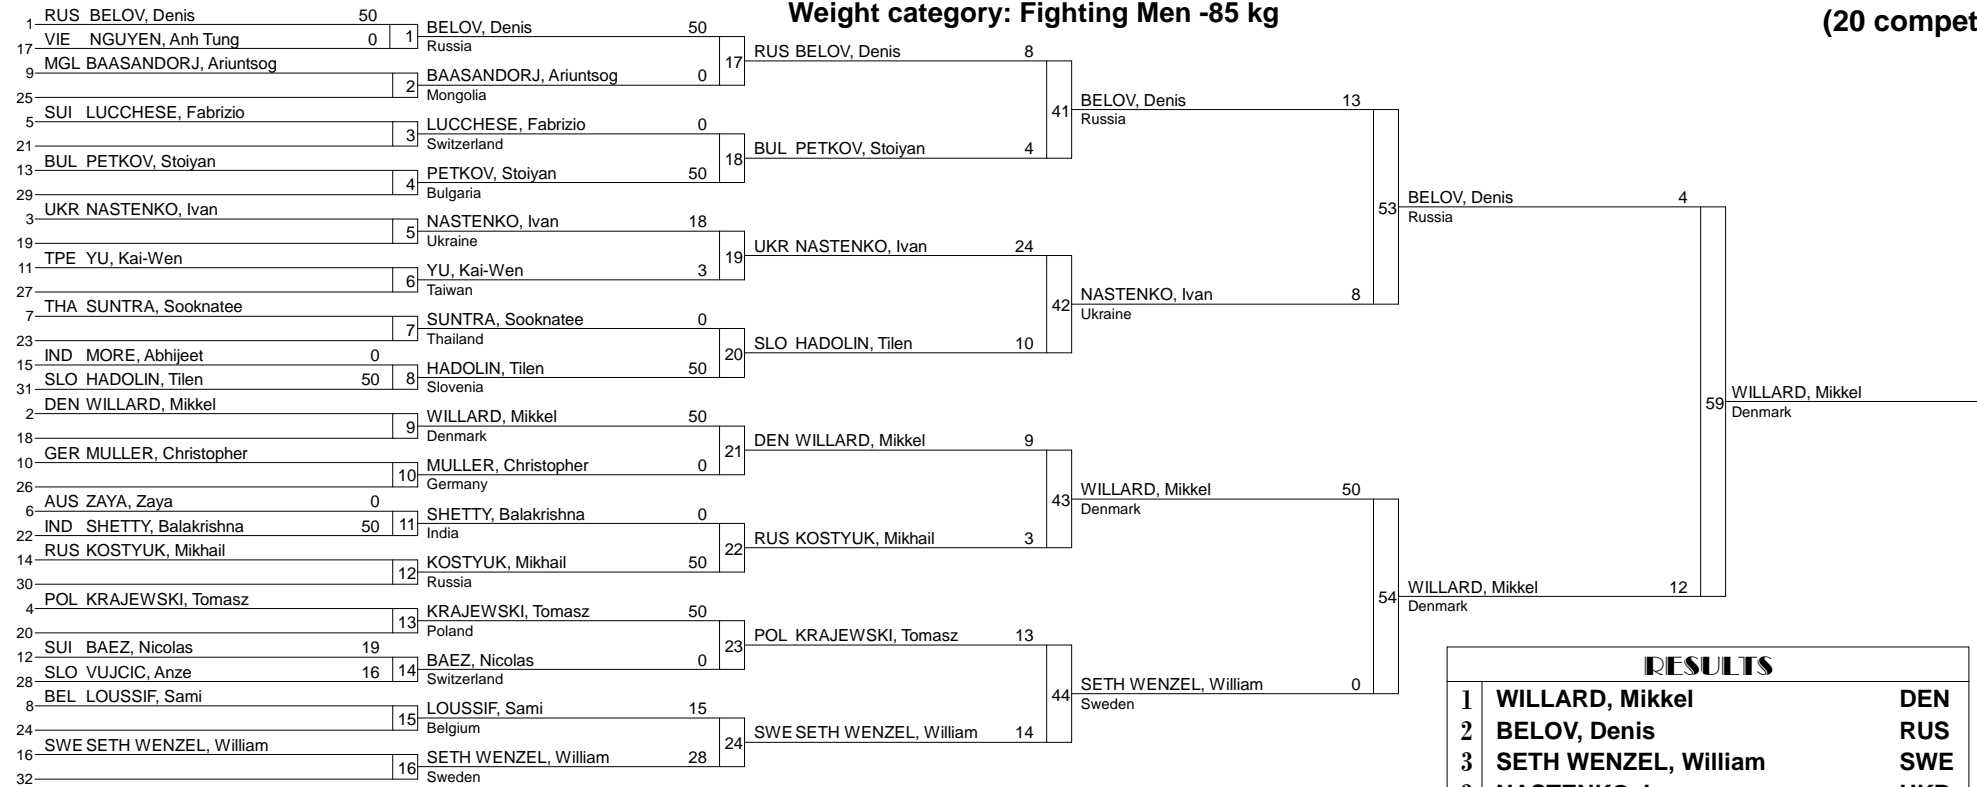 Weight category: Fighting Men -85 kg
(20 compet
1 RUS BELOV, Denis 50
17 VIE NGUYEN, Anh Tung 0
9 MGL BAASANDORJ, Ariuntsog
25
5 SUI LUCCHESE, Fabrizio
21
13 BUL PETKOV, Stoiyan
29
3 UKR NASTENKO, Ivan
19
11 TPE YU, Kai-Wen
27
7 THA SUNTRA, Sooknatee
23
15 IND MORE, Abhijeet 0
31 SLO HADOLIN, Tilen 50
2 DEN WILLARD, Mikkel
18
10 GER MULLER, Christopher
26
6 AUS ZAYA, Zaya 0
22 IND SHETTY, Balakrishna 50
14 RUS KOSTYUK, Mikhail
30
4 POL KRAJEWSKI, Tomasz
20
12 SUI BAEZ, Nicolas 19
28 SLO VUJCIC, Anze 16
8 BEL LOUSSIF, Sami
24
16 SWE SETH WENZEL, William
32
1 BELOV, Denis 50
Russia
2 BAASANDORJ, Ariuntsog 0
Mongolia
3 LUCCHESE, Fabrizio 0
Switzerland
4 PETKOV, Stoiyan 50
Bulgaria
5 NASTENKO, Ivan 18
Ukraine
6 YU, Kai-Wen 3
Taiwan
7 SUNTRA, Sooknatee 0
Thailand
8 HADOLIN, Tilen 50
Slovenia
9 WILLARD, Mikkel 50
Denmark
10 MULLER, Christopher 0
Germany
11 SHETTY, Balakrishna 0
India
12 KOSTYUK, Mikhail 50
Russia
13 KRAJEWSKI, Tomasz 50
Poland
14 BAEZ, Nicolas 0
Switzerland
15 LOUSSIF, Sami 15
Belgium
16 SETH WENZEL, William 28
Sweden
17 RUS BELOV, Denis 8
18 BUL PETKOV, Stoiyan 4
19 UKR NASTENKO, Ivan 24
20 SLO HADOLIN, Tilen 10
21 DEN WILLARD, Mikkel 9
22 RUS KOSTYUK, Mikhail 3
23 POL KRAJEWSKI, Tomasz 13
24 SWE SETH WENZEL, William 14
41 BELOV, Denis 13
Russia
42 NASTENKO, Ivan 8
Ukraine
43 WILLARD, Mikkel 50
Denmark
44 SETH WENZEL, William 0
Sweden
53 BELOV, Denis 4
Russia
54 WILLARD, Mikkel 12
Denmark
59 WILLARD, Mikkel
Denmark
RESULTS
1 WILLARD, Mikkel DEN
2 BELOV, Denis RUS
3 SETH WENZEL, William SWE